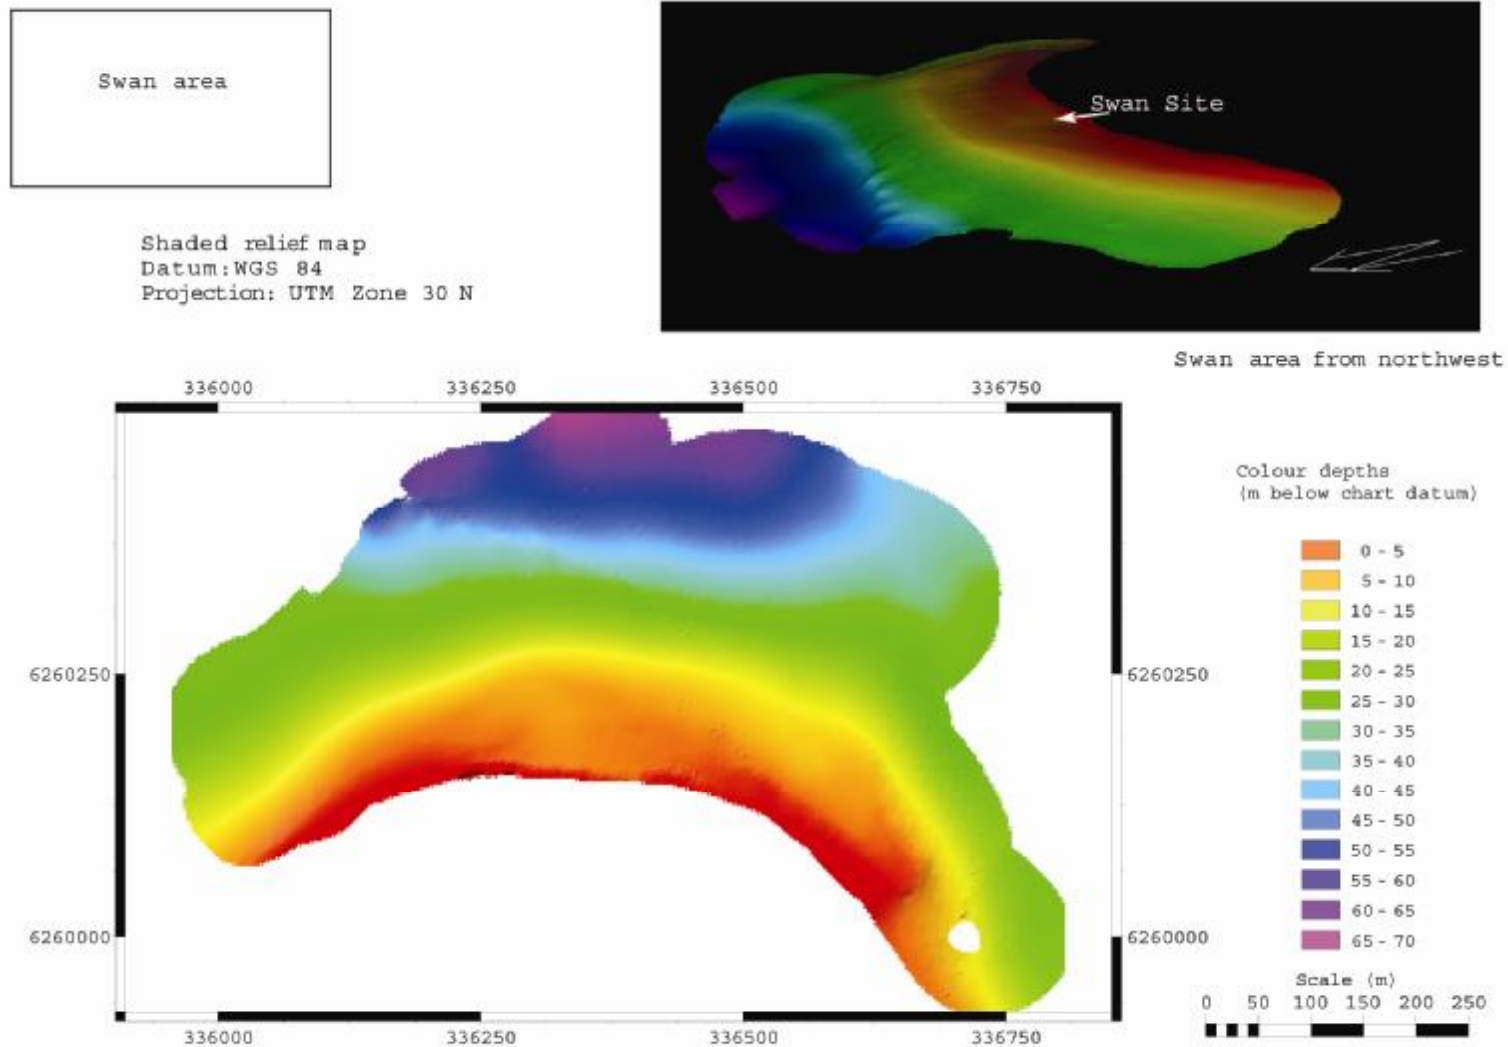 Swan area
Swan Site
Shaded relief map
Datum:WGS 84
Projection: UTM Zone 30 N
Swan area from northwest
336000 336250 336500 336750
Colour depths
(m below chart datum)
0 - 5
5 - 10
10 - 15
15 - 20
20 - 25
25 - 30
30 - 35
35 - 40
40 - 45
45 - 50
50 - 55
55 - 60
60 - 65
65 - 70
6260250 6260250
6260000 6260000
Scale (m)
0 50 100 150 200 250
336000 336250 336500 336750